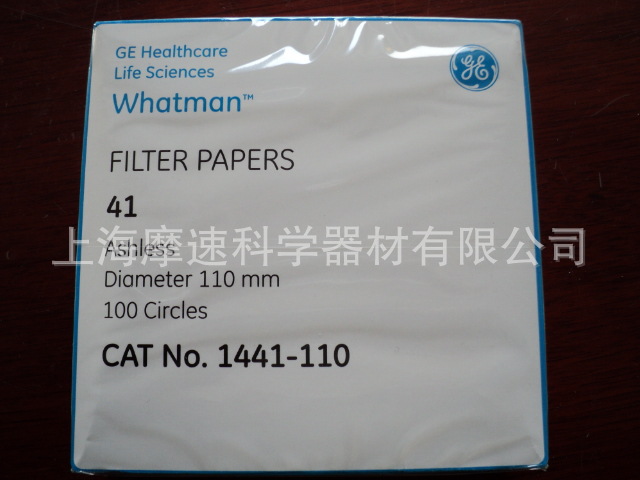 GE Healthcare
Life Sciences
Whatman™
GE
FILTER PAPERS
41
上海摩速科学器材有限公司
Ashless
Diameter 110 mm
100 Circles
CAT No. 1441-110